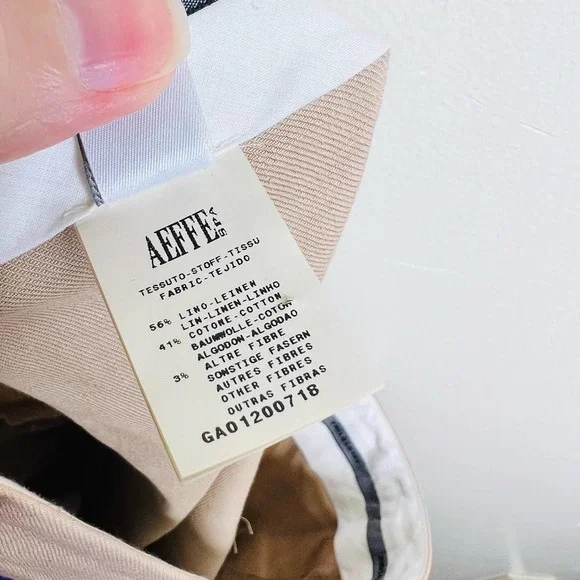 AEFFE SPA
TESSUTO-STOFF-TISSU
FABRIC-TEJIDO
56% LINO-LEINEN
LIN-LINEN-LINHO
41% COTONE-COTTON
BAUMWOLLE-COTON
ALGODON-ALGODAO
3% ALTRE FIBRE
SONSTIGE FASERN
AUTRES FIBRES
OTHER FIBRES
OUTRAS FIBRAS
GA01200718